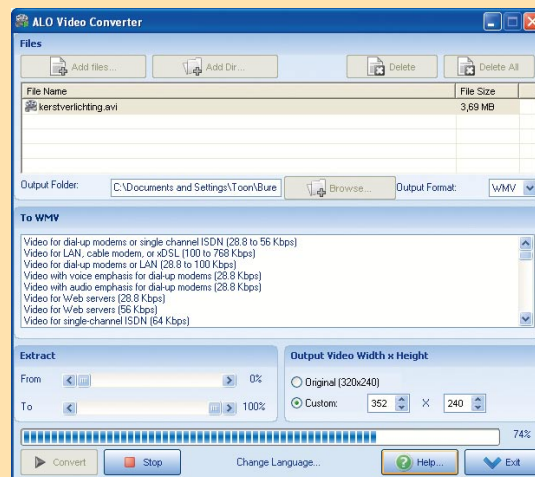 ALO Video Converter
Files
Add files...
Add Dir...
Delete
Delete All
File Name
File Size
kerstverlichting.avi
3,69 MB
Output Folder:
C:\Documents and Settings\Toon\Bure
Browse...
Output Format:
WMV
To WMV
Video for dial-up modems or single channel ISDN (28.8 to 56 Kbps)
Video for LAN, cable modem, or xDSL (100 to 768 Kbps)
Video for dial-up modems or LAN (28.8 to 100 Kbps)
Video with voice emphasis for dial-up modems (28.8 Kbps)
Video with audio emphasis for dial-up modems (28.8 Kbps)
Video for Web servers (28.8 Kbps)
Video for Web servers (56 Kbps)
Video for single-channel ISDN (64 Kbps)
Extract
From
0%
To
100%
Output Video Width x Height
Original (320x240)
Custom:
352
X
240
74%
Convert
Stop
Change Language...
Help...
Exit